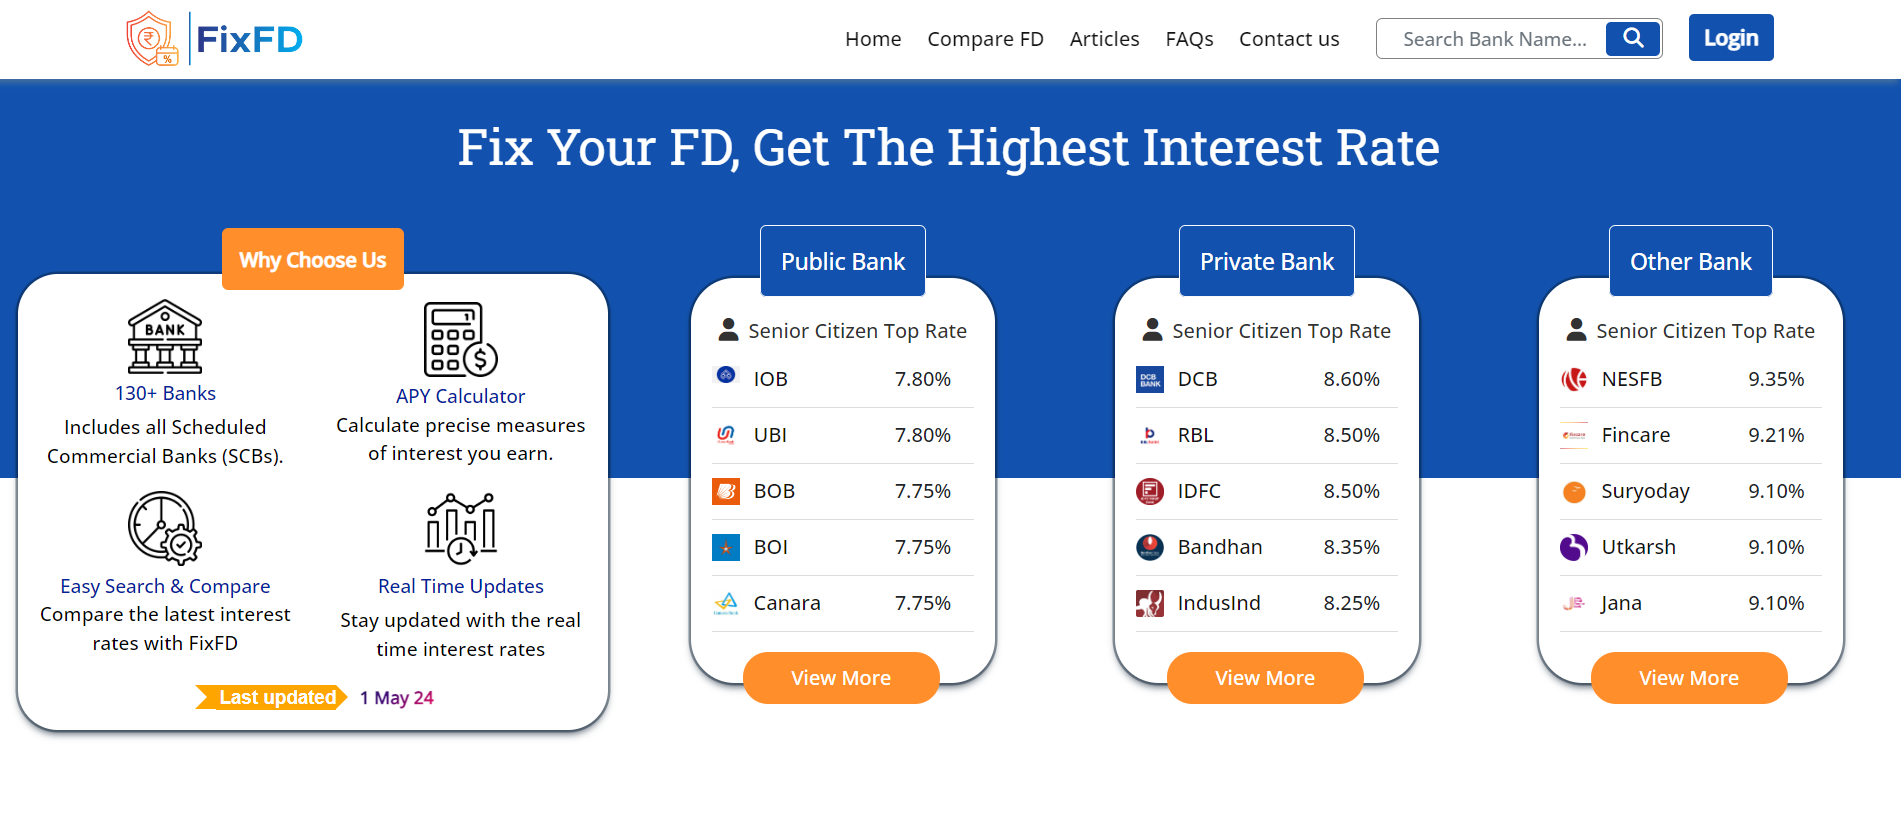 FixFD
Home Compare FD Articles FAQs Contact us Search Bank Name... Login
Fix Your FD, Get The Highest Interest Rate
Why Choose Us
BANK
130+ Banks
Includes all Scheduled
Commercial Banks (SCBs).
APY Calculator
Calculate precise measures
of interest you earn.
Easy Search & Compare
Compare the latest interest
rates with FixFD
Real Time Updates
Stay updated with the real
time interest rates
Last updated 1 May 24
Public Bank
Senior Citizen Top Rate
IOB 7.80%
UBI 7.80%
BOB 7.75%
BOI 7.75%
Canara 7.75%
View More
Private Bank
Senior Citizen Top Rate
DCB BANK DCB 8.60%
RBL 8.50%
IDFC 8.50%
Bandhan 8.35%
IndusInd 8.25%
View More
Other Bank
Senior Citizen Top Rate
NESFB 9.35%
Fincare 9.21%
Suryoday 9.10%
Utkarsh 9.10%
Jana 9.10%
View More